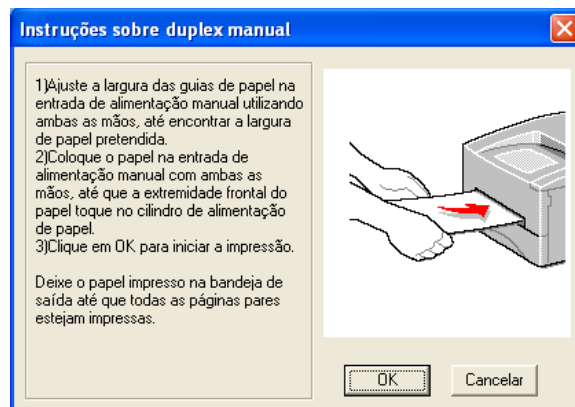 Instruções sobre duplex manual
1)Ajuste a largura das guias de papel na
entrada de alimentação manual utilizando
ambas as mãos, até encontrar a largura
de papel pretendida.
2)Coloque o papel na entrada de
alimentação manual com ambas as
mãos, até que a extremidade frontal do
papel toque no cilindro de alimentação
de papel.
3)Clique em OK para iniciar a impressão.
Deixe o papel impresso na bandeja de
saída até que todas as páginas pares
estejam impressas.
OK
Cancelar